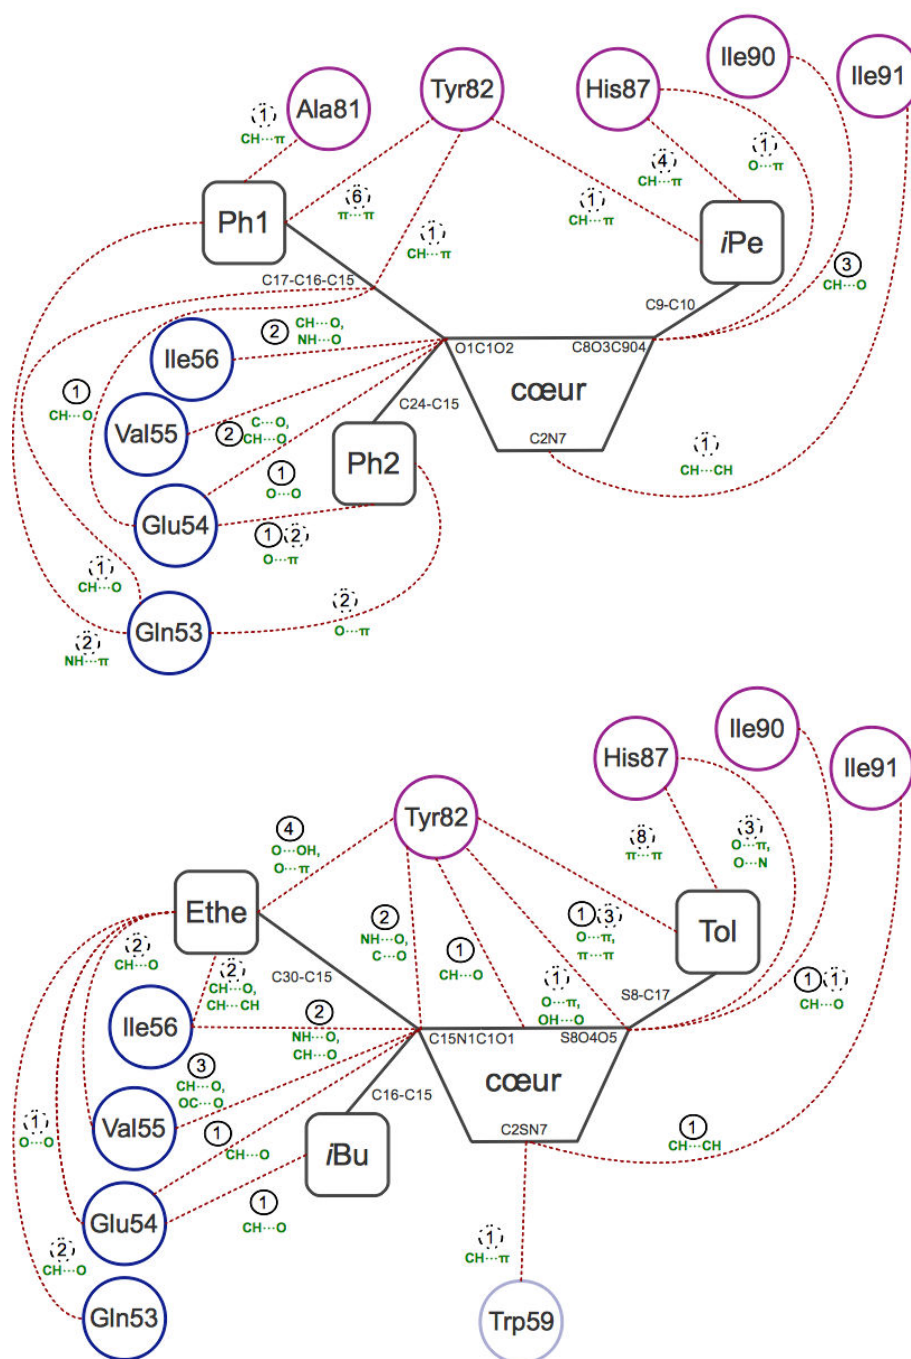 Ile90
Ile91
Tyr82
His87
Ala81
1
CH···π
6
π···π
1
CH···π
1
CH···π
4
CH···π
1
O···π
Ph1
iPe
3
CH···O
C17-C16-C15
C9-C10
2
CH···O,
NH···O
Ile56
O1C1O2
C8O3C904
cœur
1
CH···O
C24-C15
Val55
2
C···O,
CH···O
C2N7
1
CH···CH
Ph2
1
O···O
Glu54
1 2
O···π
1
CH···O
2
O···π
Gln53
2
NH···π
Ile90
His87
Ile91
Tyr82
4
O···OH,
O···π
8
π···π
3
O···π,
O···N
Ethe
2
NH···O,
C···O
1
CH···O
1 3
O···π,
π···π
Tol
2
CH···O
2
CH···O,
CH···CH
C30-C15
1
O···π,
OH···O
S8-C17
1 1
CH···O
Ile56
2
NH···O,
CH···O
C15N1C1O1
S8O4O5
cœur
3
CH···O,
OC···O
C16-C15
Val55
1
O···O
1
CH···O
iBu
C2SN7
1
CH···CH
Glu54
1
CH···O
2
CH···O
1
CH···π
Gln53
Trp59